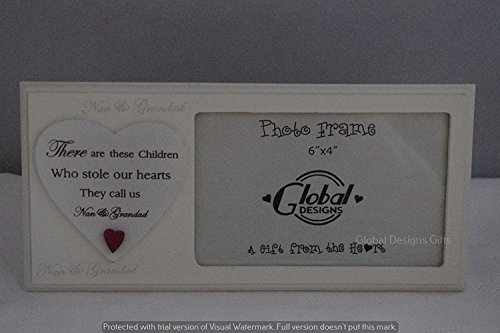 Nan & Grandad
There are these Children
Who stole our hearts
They call us
Nan & Grandad
Nan & Grandad
Photo Frame
6"x4"
Global
DESIGNS
A Gift from the He♥rt
Global Designs Gifts
Protected with trial version of Visual Watermark. Full version doesn't put this mark.